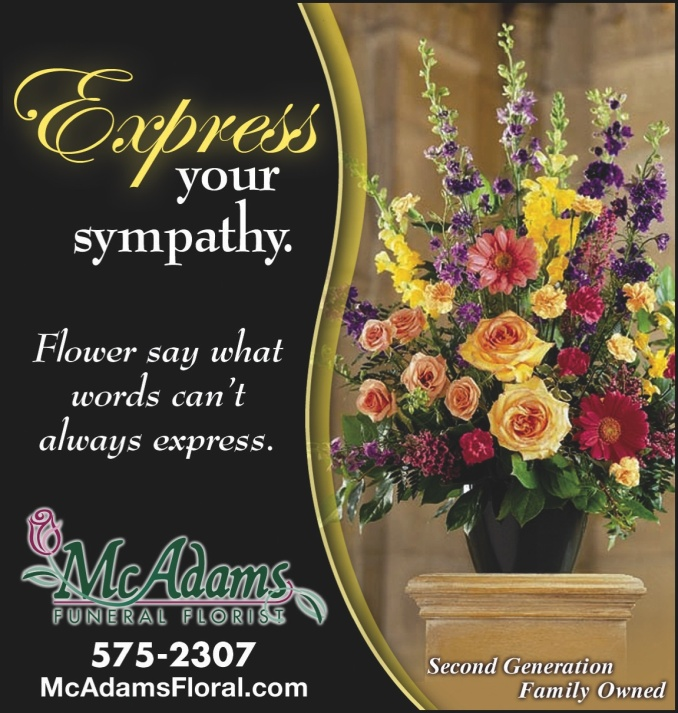 Express
your
sympathy.
Flower say what
words can't
always express.
McAdams
FUNERAL FLORIST
575-2307
McAdamsFloral.com
Second Generation
Family Owned